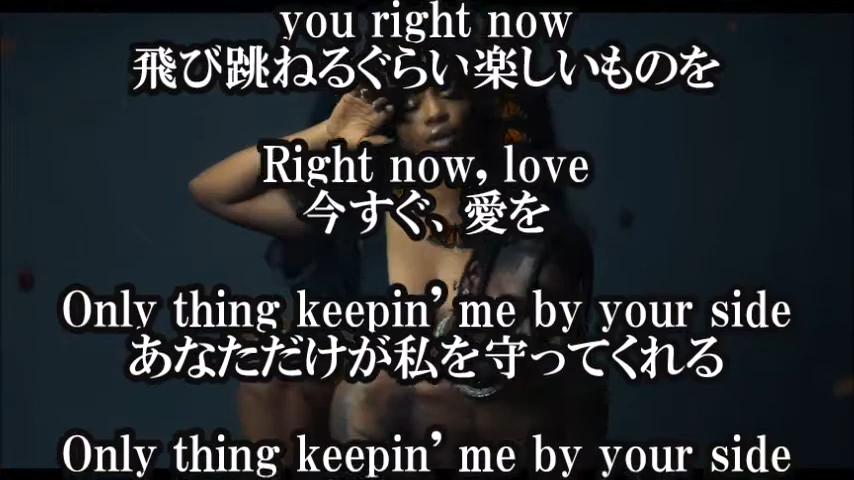 you right now
飛び跳ねるぐらい楽しいものを
Right now, love
今すぐ、愛を
Only thing keepin' me by your side
あなただけが私を守ってくれる
Only thing keepin' me by your side